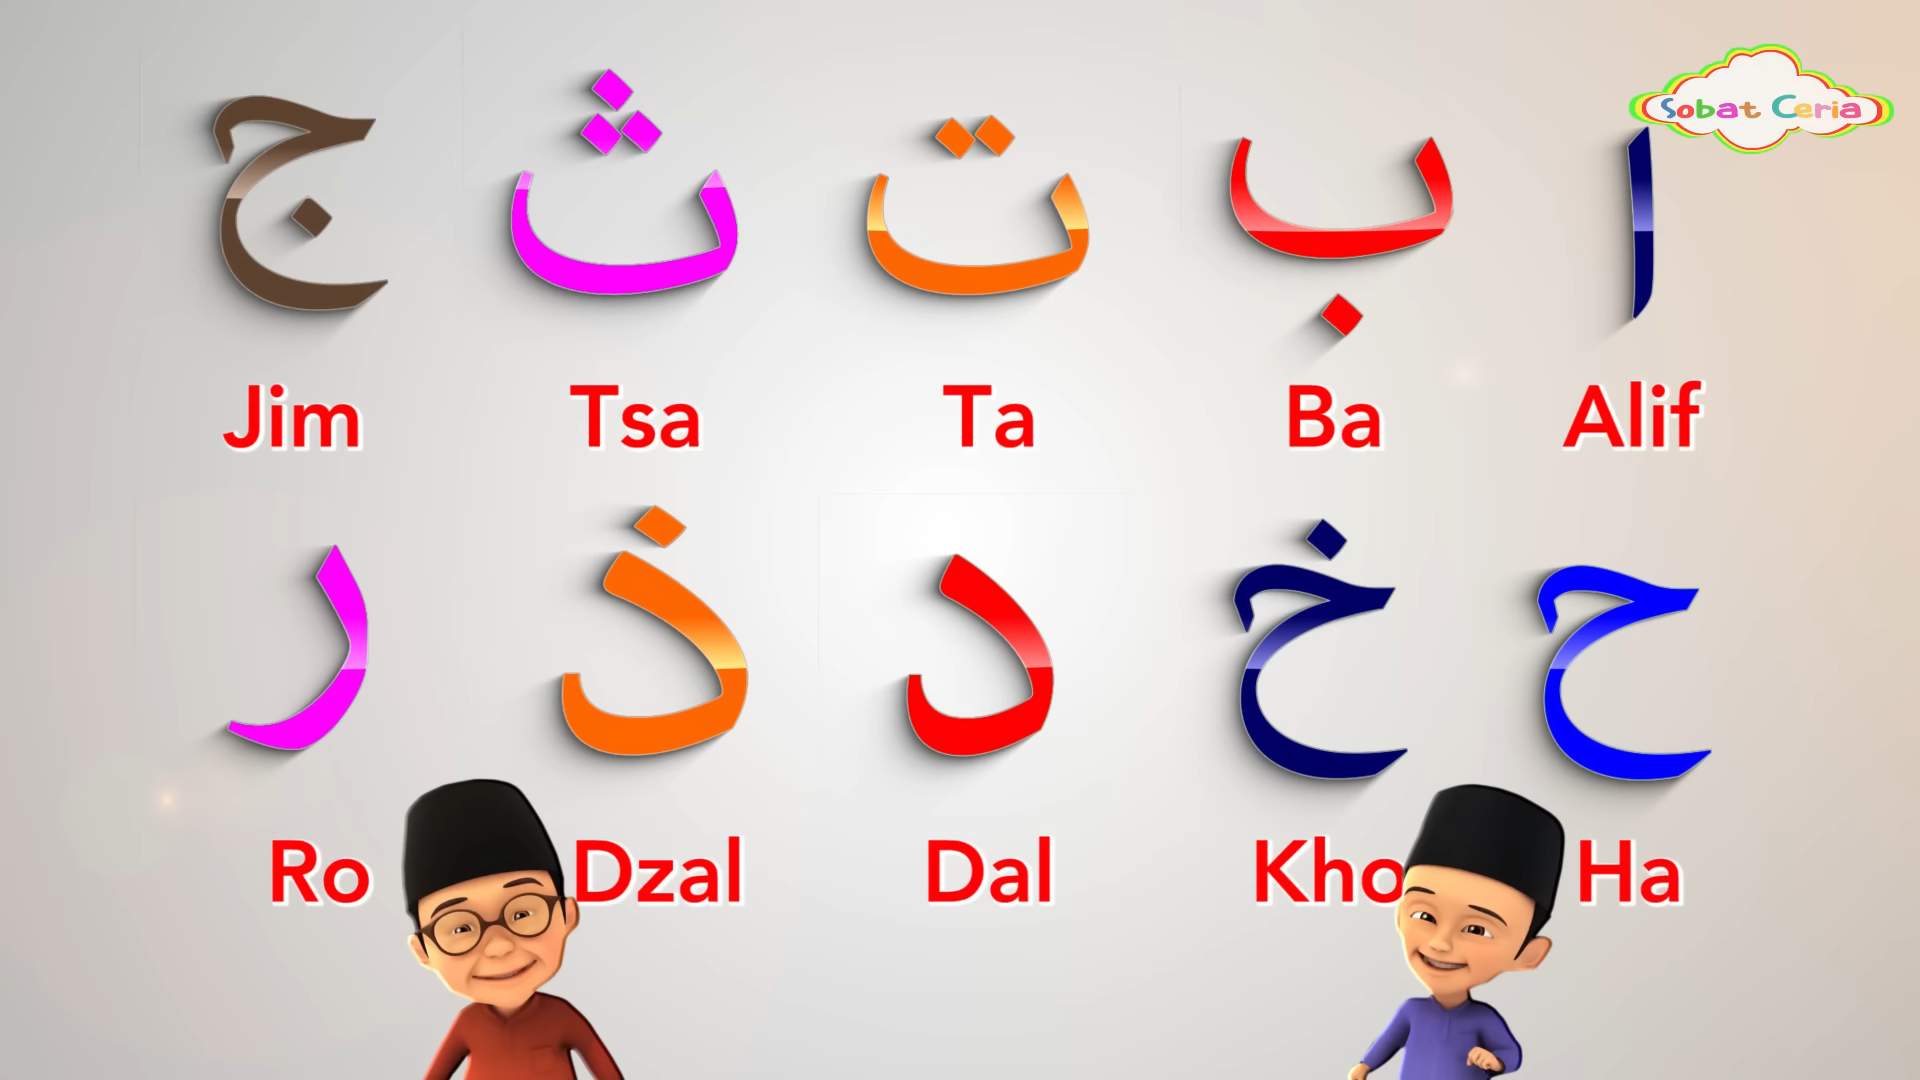 Sobat Ceria
ا ب ت ث ج
Alif Ba Ta Tsa Jim
ح خ د ذ ر
Ha Kho Dal Dzal Ro